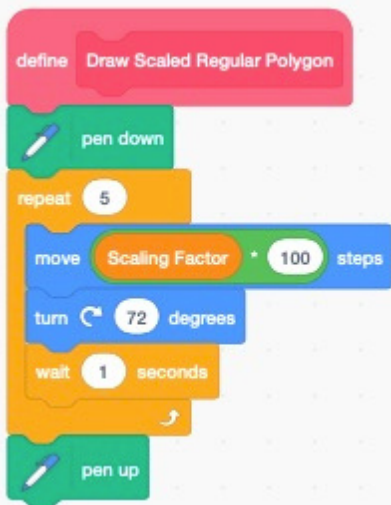 define Draw Scaled Regular Polygon
pen down
repeat 5
move Scaling Factor * 100 steps
turn 72 degrees
wait 1 seconds
pen up